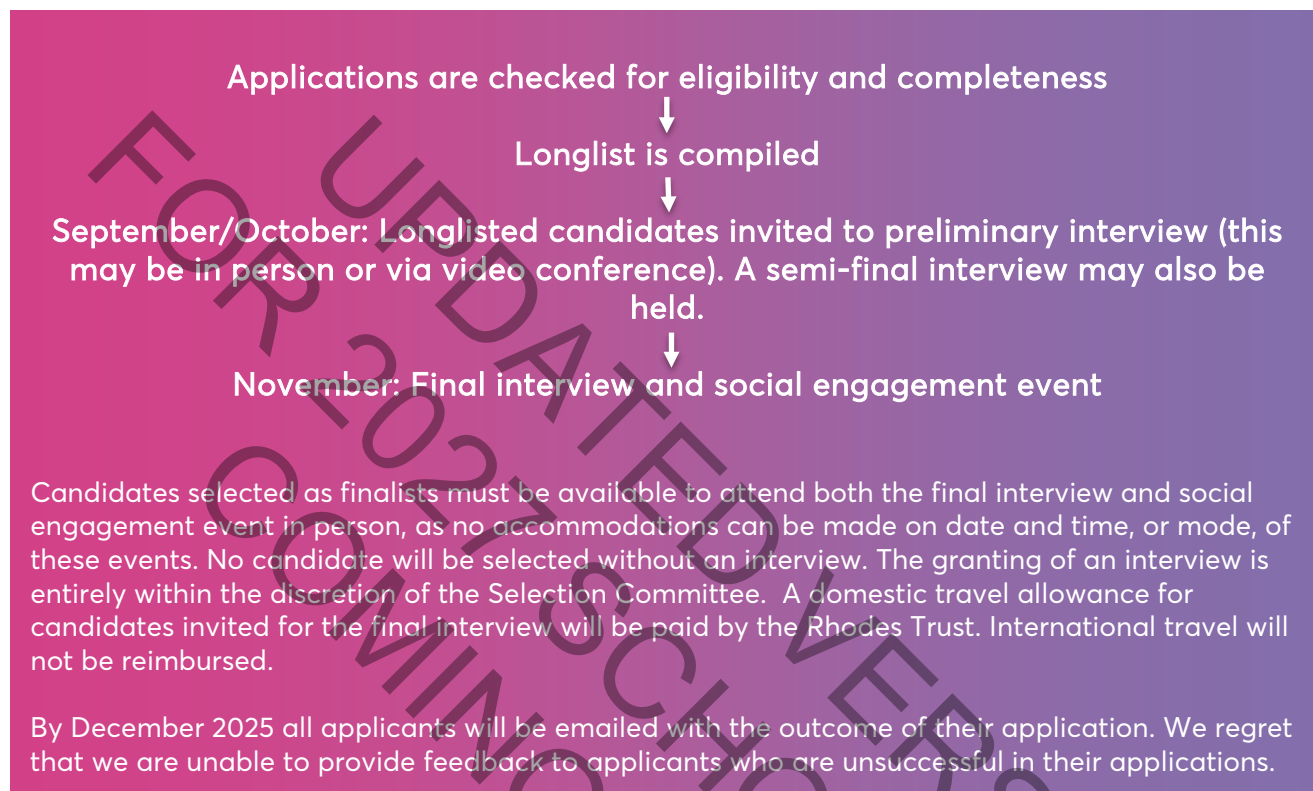 Applications are checked for eligibility and completeness
Longlist is compiled
September/October: Longlisted candidates invited to preliminary interview (this
may be in person or via video conference). A semi-final interview may also be
held.
November: Final interview and social engagement event
Candidates selected as finalists must be available to attend both the final interview and social
engagement event in person, as no accommodations can be made on date and time, or mode, of
these events. No candidate will be selected without an interview. The granting of an interview is
entirely within the discretion of the Selection Committee.  A domestic travel allowance for
candidates invited for the final interview will be paid by the Rhodes Trust. International travel will
not be reimbursed.
By December 2025 all applicants will be emailed with the outcome of their application. We regret
that we are unable to provide feedback to applicants who are unsuccessful in their applications.
UPDATED
FOR 2027